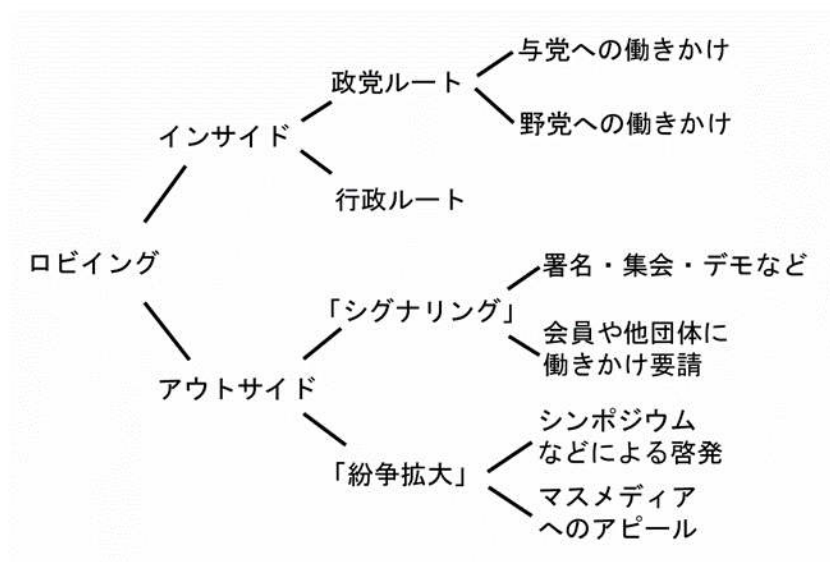 与党への働きかけ
政党ルート
野党への働きかけ
インサイド
行政ルート
ロビイング
署名・集会・デモなど
「シグナリング」
会員や他団体に
働きかけ要請
アウトサイド
シンポジウム
などによる啓発
「紛争拡大」
マスメディア
へのアピール